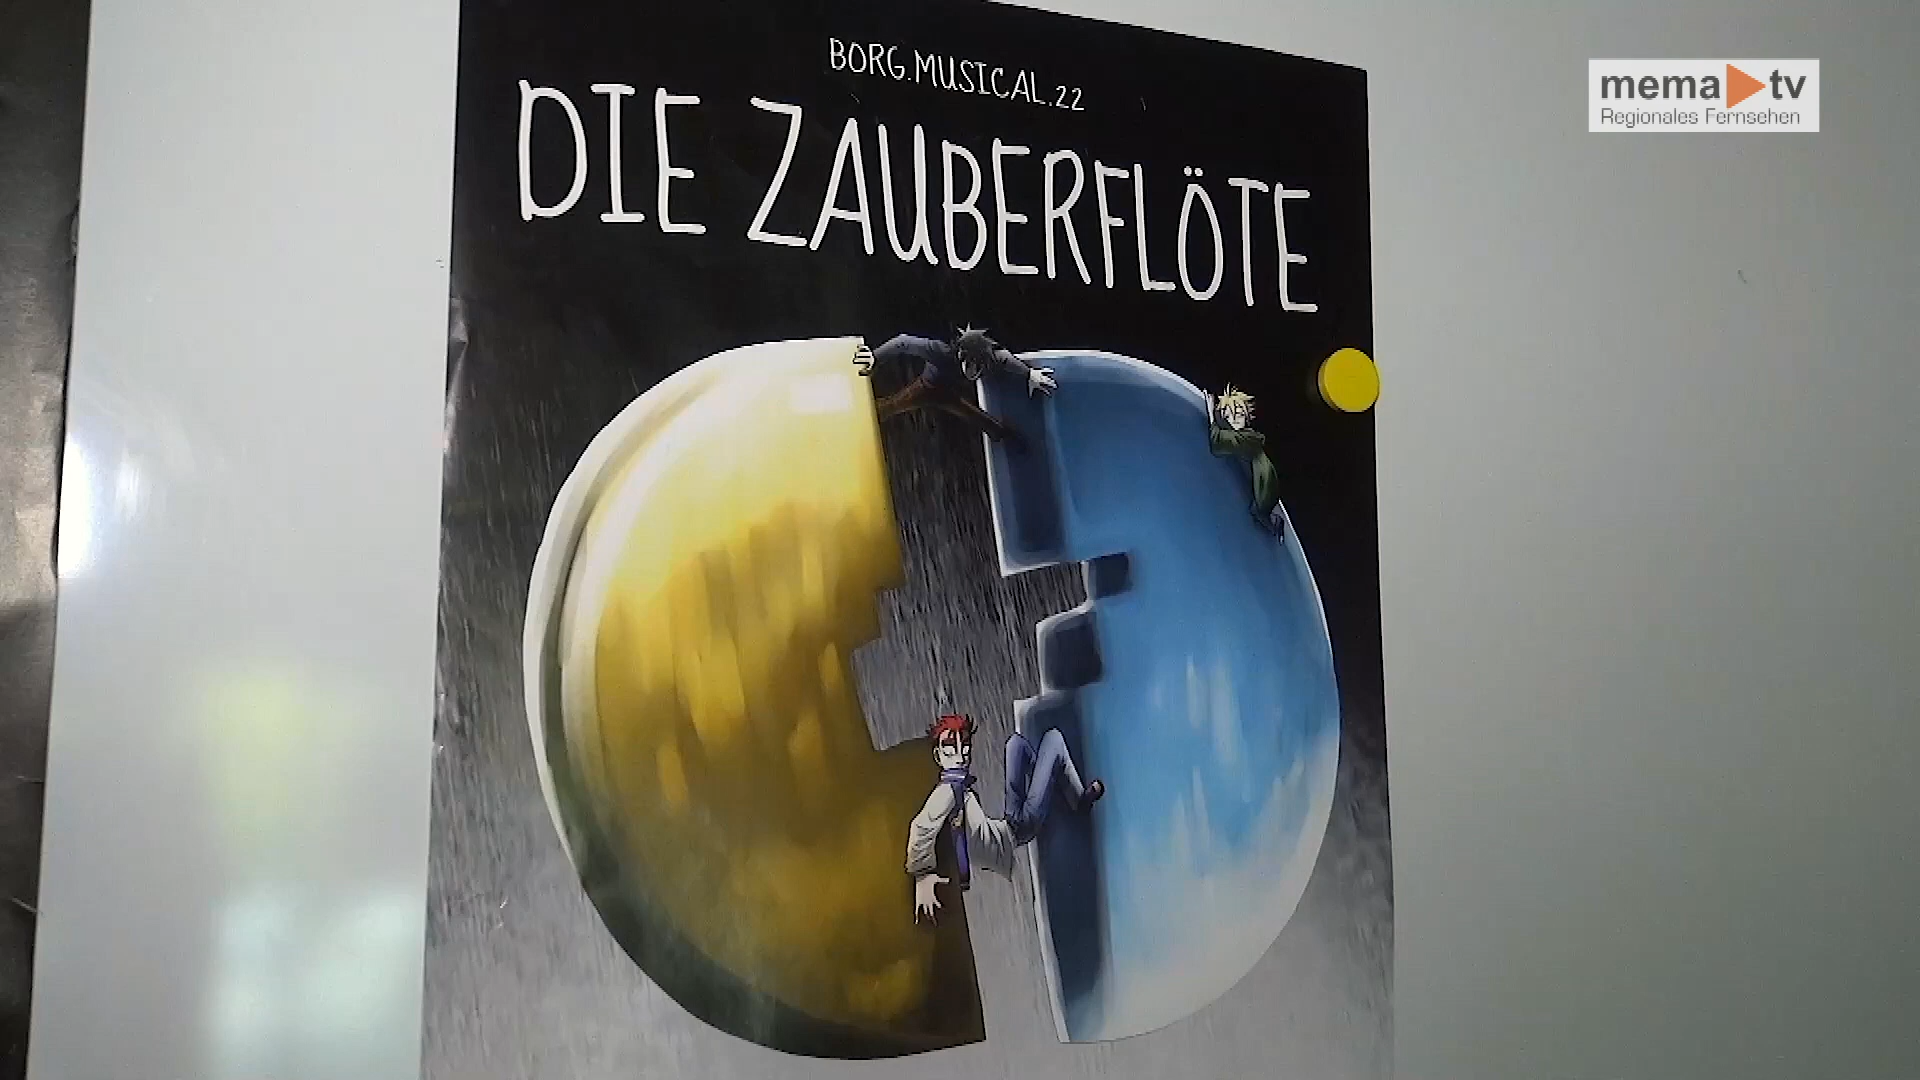 BORG.MUSICAL.22
DIE ZAUBERFLÖTE
mema tv
Regionales Fernsehen